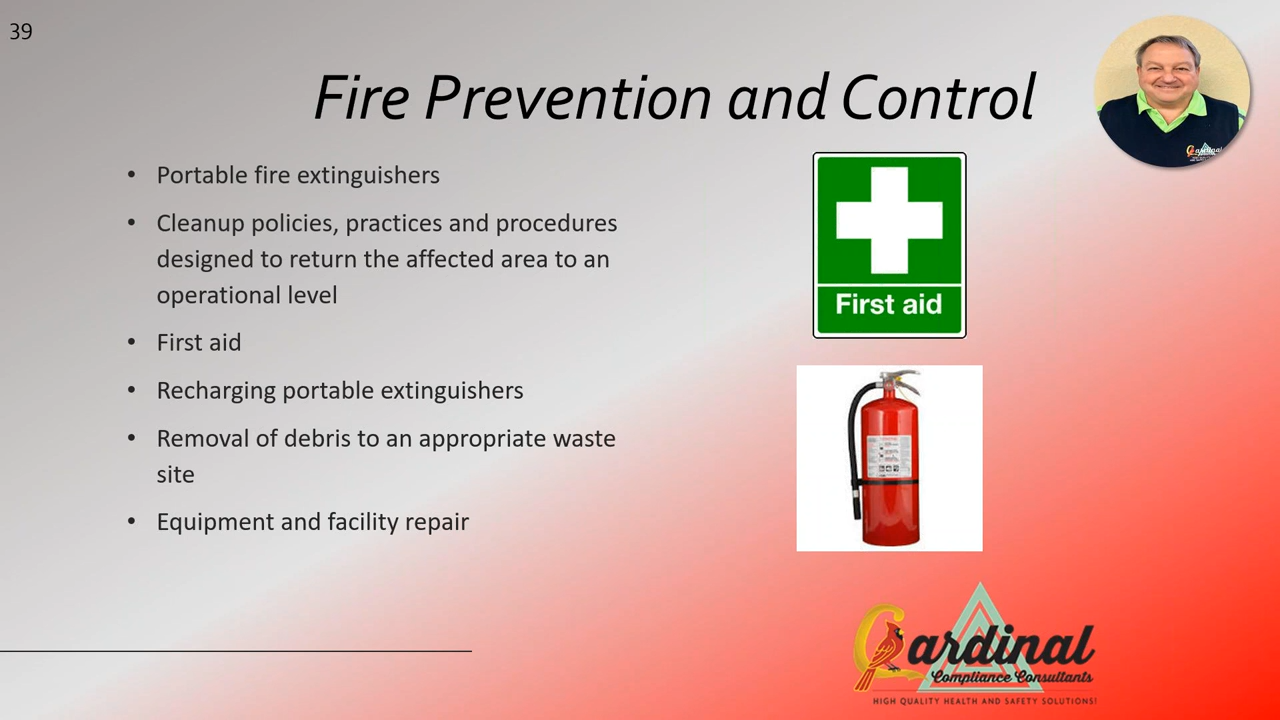 39
Fire Prevention and Control
• Portable fire extinguishers
• Cleanup policies, practices and procedures
designed to return the affected area to an
operational level
• First aid
• Recharging portable extinguishers
• Removal of debris to an appropriate waste
site
• Equipment and facility repair
First aid
Cardinal
Compliance Consultants
HIGH QUALITY HEALTH AND SAFETY SOLUTIONS!
Cardinal